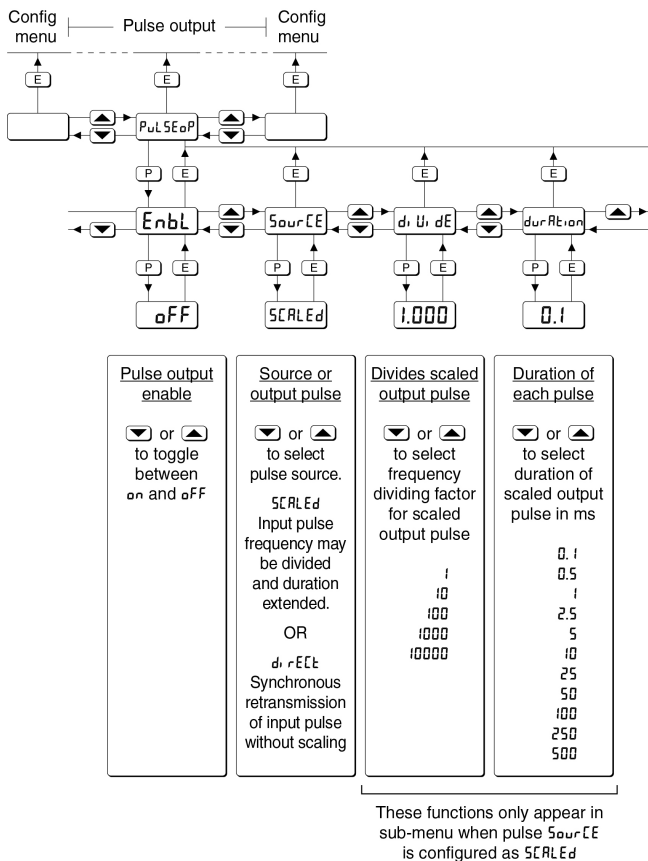 Config menu
Pulse output
Config menu
E E E
PuLSEoP
P E E E E
EnbL SourCE diUidE durAtion
P E P E P E P E
oFF SCALEd 1.000 0.1
Pulse output
enable
or
to toggle
between
on and oFF
Source or
output pulse
or
to select
pulse source.
SCALEd
Input pulse
frequency may
be divided
and duration
extended.
OR
dirECt
Synchronous
retransmission
of input pulse
without scaling
Divides scaled
output pulse
or
to select
frequency
dividing factor
for scaled
output pulse
1
10
100
1000
10000
Duration of
each pulse
or
to select
duration of
scaled output
pulse in ms
0.1
0.5
1
2.5
5
10
25
50
100
250
500
These functions only appear in
sub-menu when pulse SourCE
is configured as SCALEd